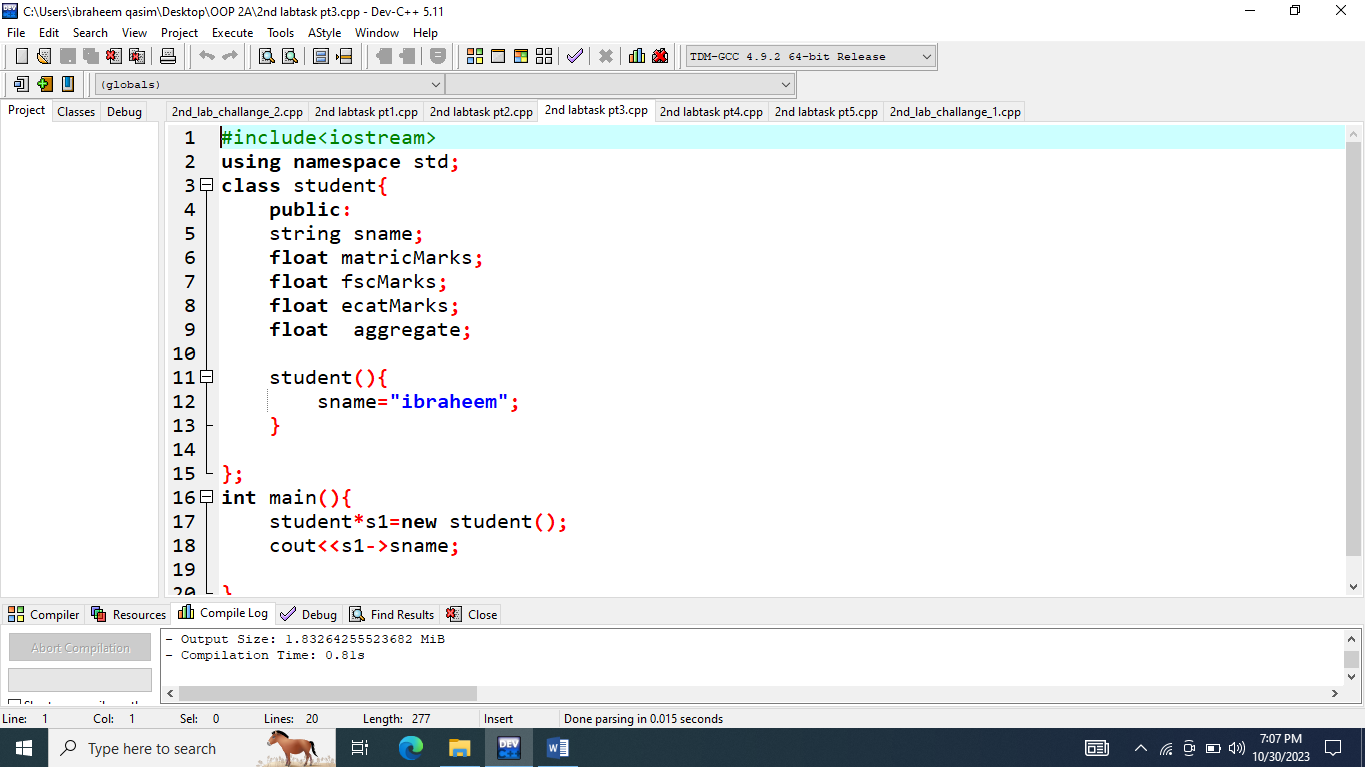 C:\Users\ibraheem qasim\Desktop\OOP 2A\2nd labtask pt3.cpp - Dev-C++ 5.11
File Edit Search View Project Execute Tools AStyle Window Help
TDM-GCC 4.9.2 64-bit Release
(globals)
Project Classes Debug 2nd_lab_challange_2.cpp 2nd labtask pt1.cpp 2nd labtask pt2.cpp 2nd labtask pt3.cpp 2nd labtask pt4.cpp 2nd labtask pt5.cpp 2nd_lab_challange_1.cpp
1 #include<iostream>
2 using namespace std;
3 class student{
4     public:
5     string sname;
6     float matricMarks;
7     float fscMarks;
8     float ecatMarks;
9     float  aggregate;
10
11     student(){
12         sname="ibraheem";
13     }
14
15 };
16 int main(){
17     student*s1=new student();
18     cout<<s1->sname;
19
20 }
Compiler Resources Compile Log Debug Find Results Close
Abort Compilation
- Output Size: 1.83264255523682 MiB
- Compilation Time: 0.81s
Line: 1 Col: 1 Sel: 0 Lines: 20 Length: 277 Insert Done parsing in 0.015 seconds
Type here to search
DEV
W
7:07 PM
10/30/2023